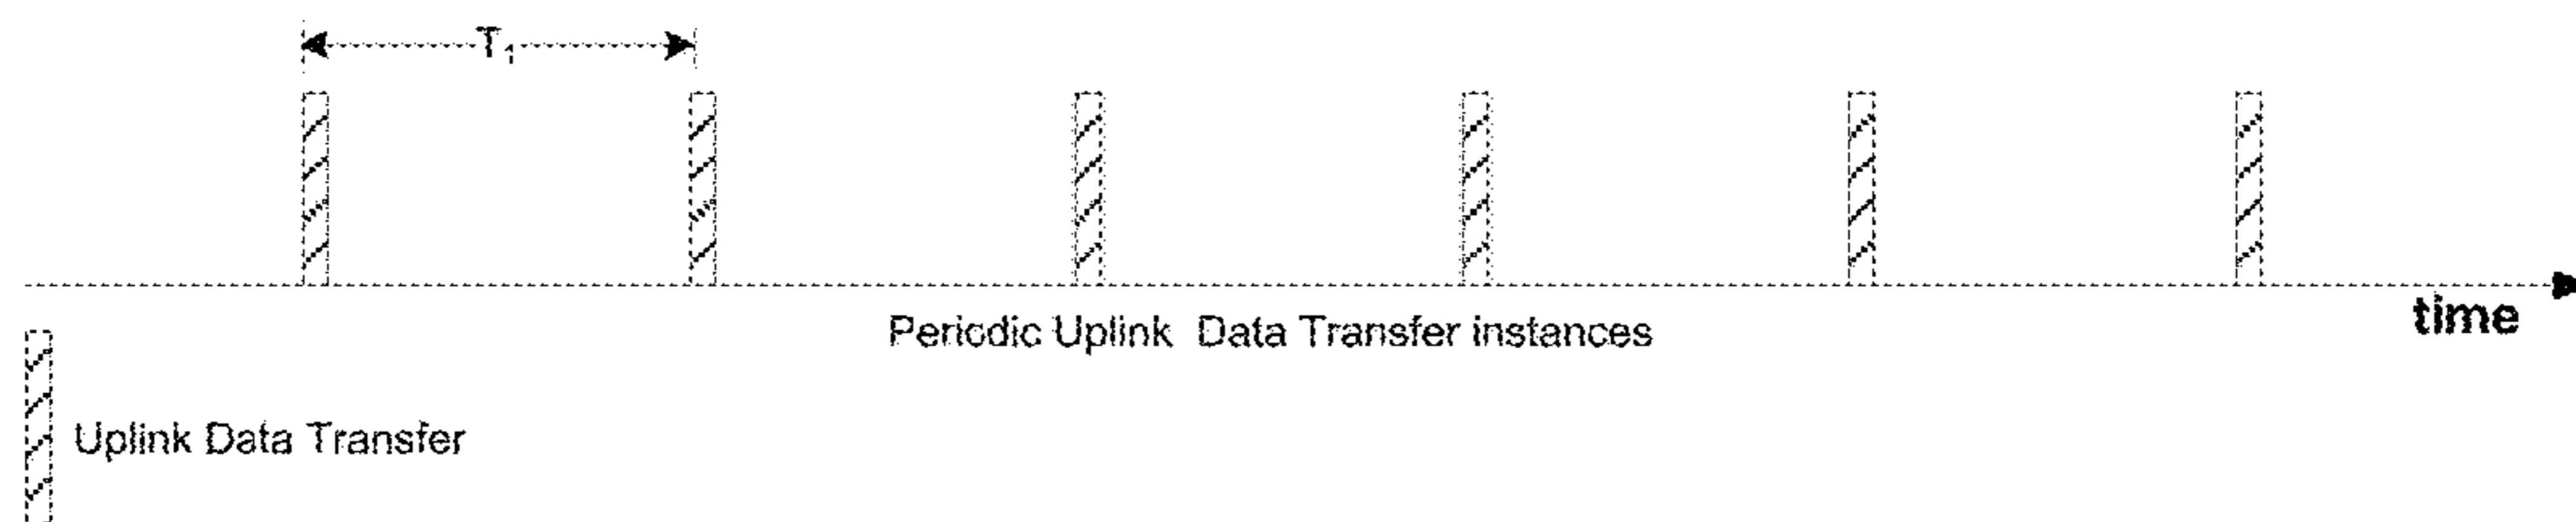 T1
Periodic Uplink Data Transfer instances
time
Uplink Data Transfer